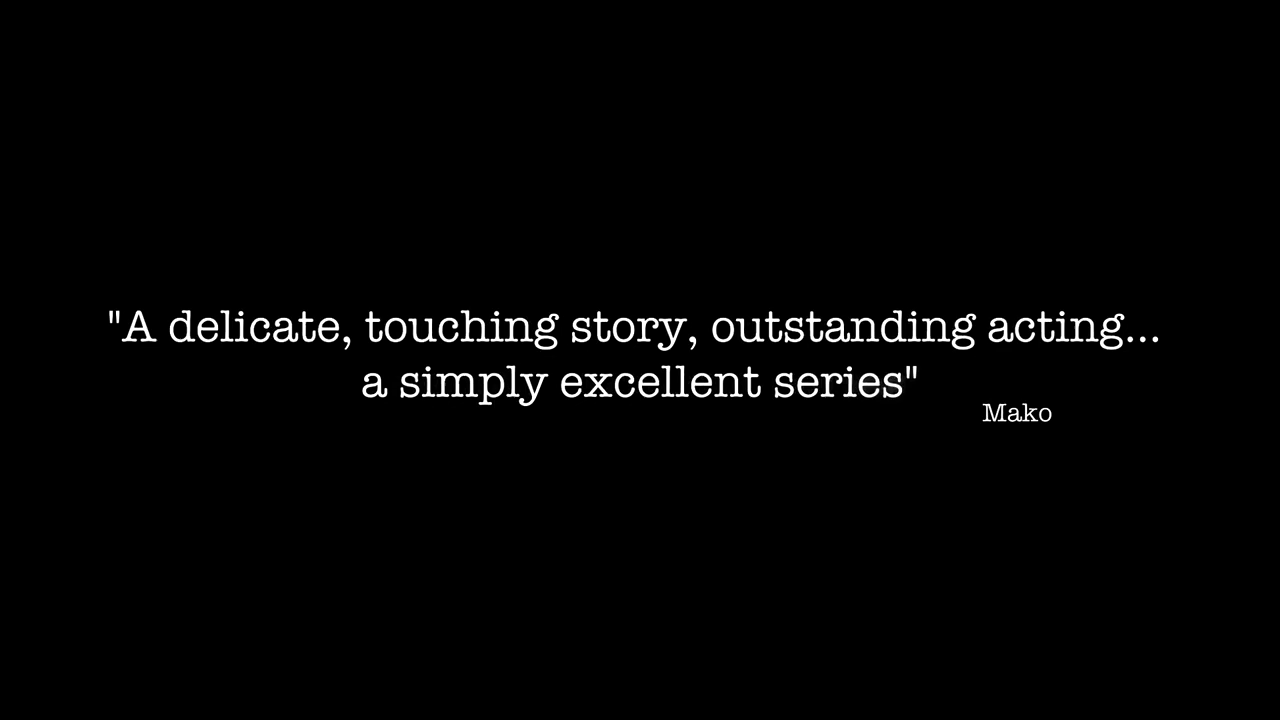 "A delicate, touching story, outstanding acting...
a simply excellent series"
Mako